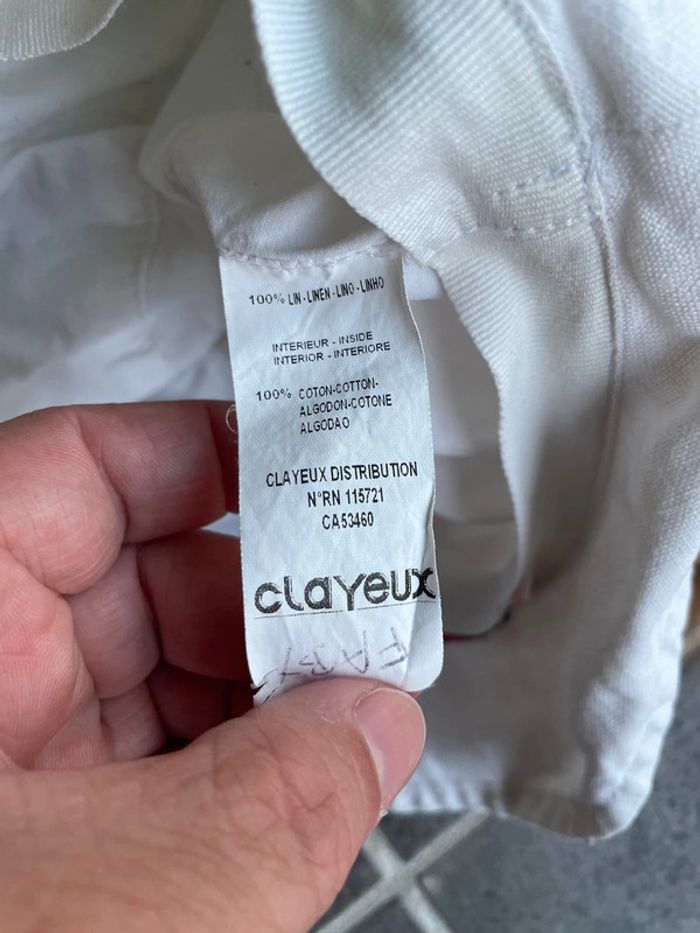 100% LIN-LINEN-LINO-LINHO
INTERIEUR - INSIDE
INTERIOR - INTERIORE
100% COTON-COTTON-
ALGODON-COTONE
ALGODAO
CLAYEUX DISTRIBUTION
N°RN 115721
CA53460
clayeux